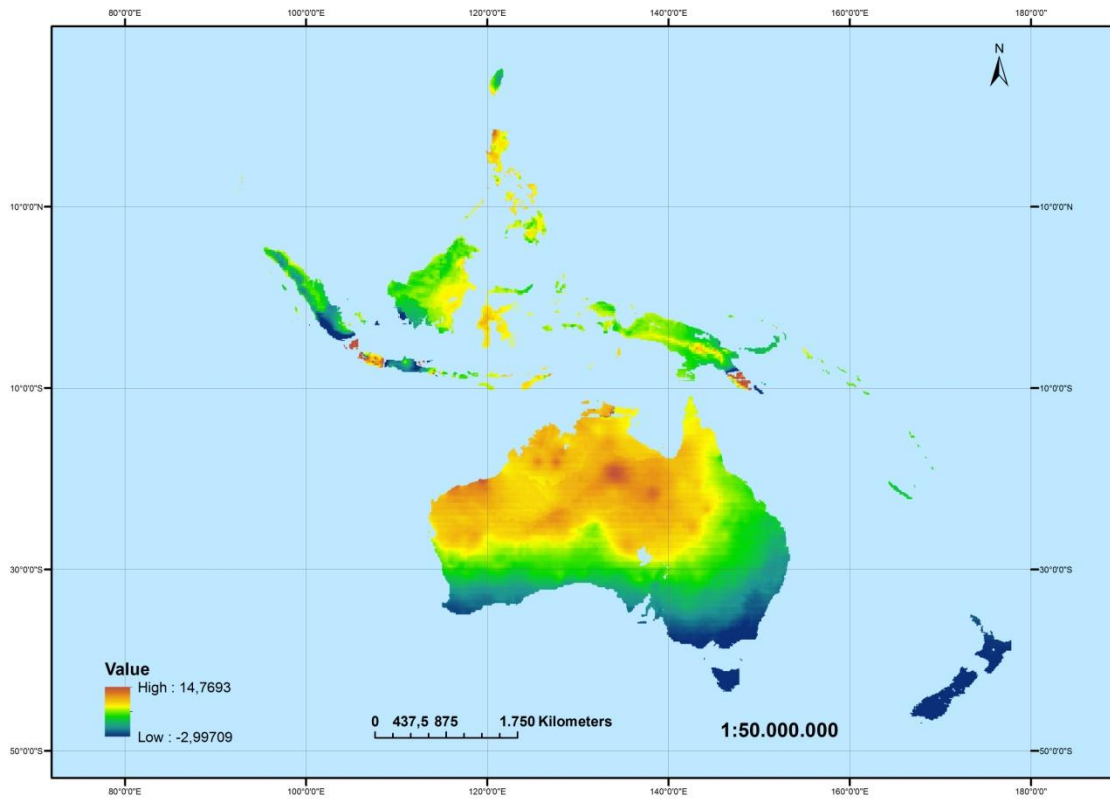 80°0'0"E 100°0'0"E 120°0'0"E 140°0'0"E 160°0'0"E 180°0'0"
N
10°0'0"N 10°0'0"N
10°0'0"S 10°0'0"S
30°0'0"S 30°0'0"S
Value
High : 14,7693
Low : -2,99709
0 437,5 875 1.750 Kilometers
1:50.000.000
50°0'0"S 50°0'0"S
80°0'0"E 100°0'0"E 120°0'0"E 140°0'0"E 160°0'0"E 180°0'0"